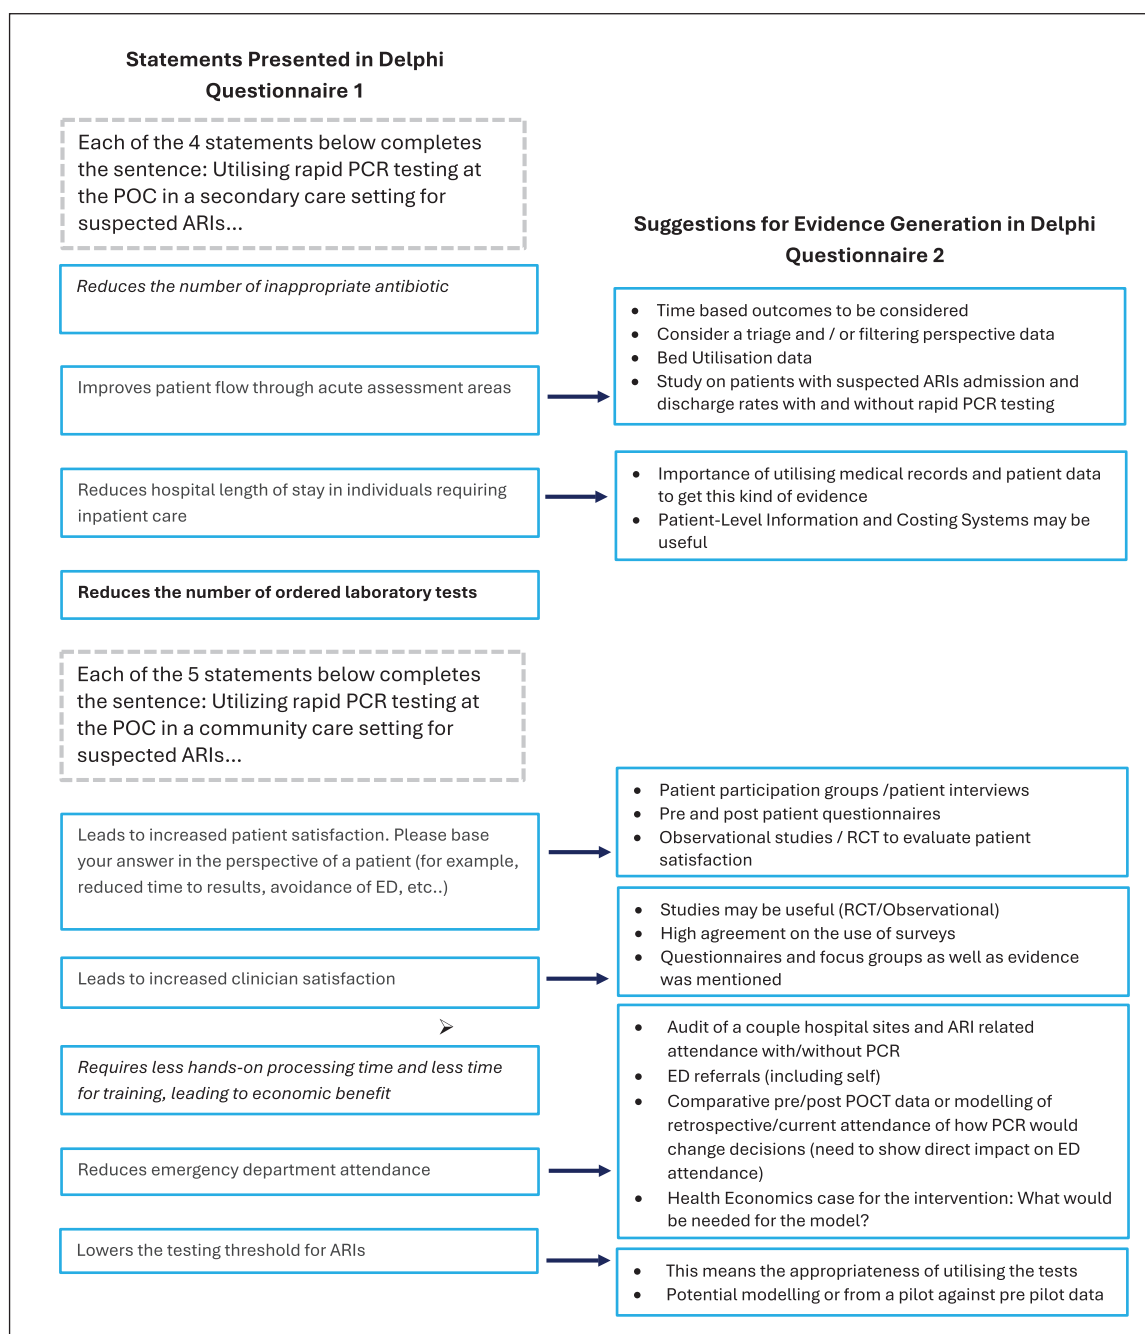 Statements Presented in Delphi
Questionnaire 1
Each of the 4 statements below completes
the sentence: Utilising rapid PCR testing at
the POC in a secondary care setting for
suspected ARIs...
Suggestions for Evidence Generation in Delphi
Questionnaire 2
Reduces the number of inappropriate antibiotic
• Time based outcomes to be considered
• Consider a triage and / or filtering perspective data
• Bed Utilisation data
• Study on patients with suspected ARIs admission and
discharge rates with and without rapid PCR testing
Improves patient flow through acute assessment areas
Reduces hospital length of stay in individuals requiring
inpatient care
• Importance of utilising medical records and patient data
to get this kind of evidence
• Patient-Level Information and Costing Systems may be
useful
Reduces the number of ordered laboratory tests
Each of the 5 statements below completes
the sentence: Utilizing rapid PCR testing at
the POC in a community care setting for
suspected ARIs...
Leads to increased patient satisfaction. Please base
your answer in the perspective of a patient (for example,
reduced time to results, avoidance of ED, etc..)
• Patient participation groups /patient interviews
• Pre and post patient questionnaires
• Observational studies / RCT to evaluate patient
satisfaction
Leads to increased clinician satisfaction
• Studies may be useful (RCT/Observational)
• High agreement on the use of surveys
• Questionnaires and focus groups as well as evidence
was mentioned
Requires less hands-on processing time and less time
for training, leading to economic benefit
Reduces emergency department attendance
• Audit of a couple hospital sites and ARI related
attendance with/without PCR
• ED referrals (including self)
• Comparative pre/post POCT data or modelling of
retrospective/current attendance of how PCR would
change decisions (need to show direct impact on ED
attendance)
• Health Economics case for the intervention: What would
be needed for the model?
Lowers the testing threshold for ARIs
• This means the appropriateness of utilising the tests
• Potential modelling or from a pilot against pre pilot data